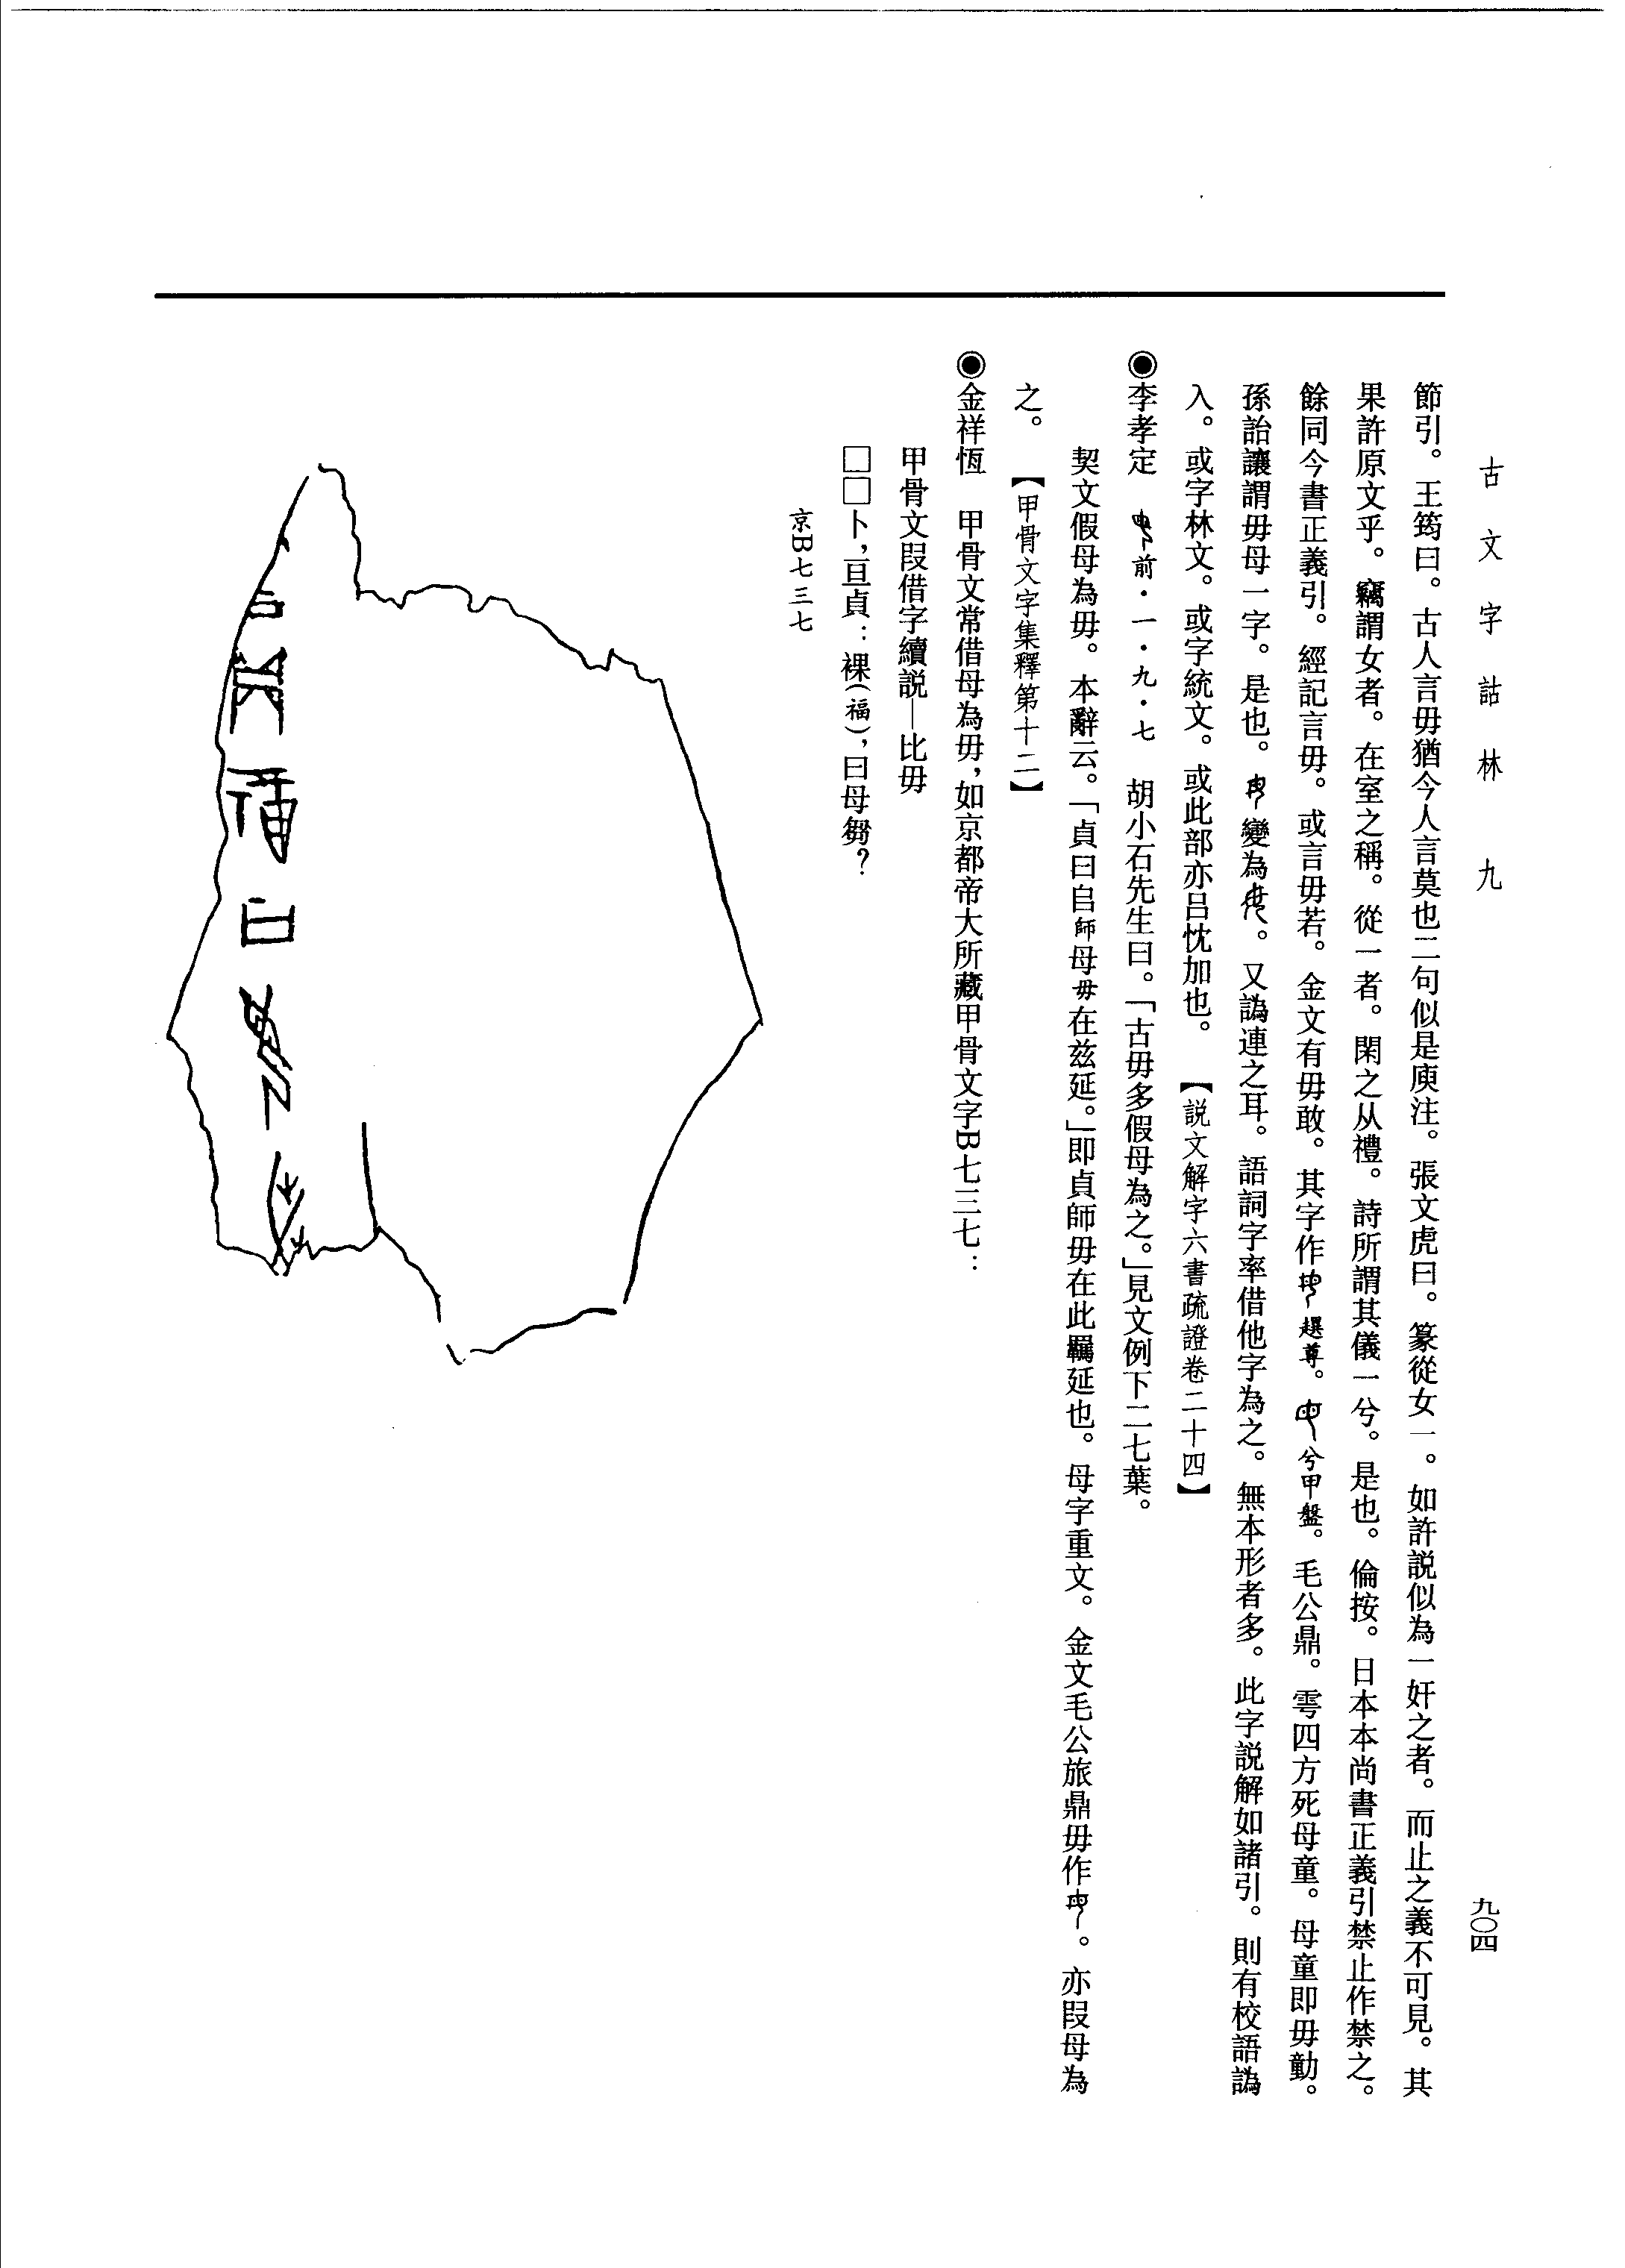 古文字詁林 九
九〇四
節引。王筠曰。古人言毋猶今人言莫也二句似是庾注。張文虎曰。篆從女一。如許說似為一奸之者。而止之義不可見。其
果許原文乎。竊謂女者。在室之稱。從一者。閑之从禮。詩所謂其儀一兮。是也。倫按。日本本尚書正義引禁止作禁之。
餘同今書正義引。經記言毋。或言毋若。金文有毋敢。其字作 趩尊。 兮甲盤。毛公鼎。雩四方死母童。母童即毋動。
孫詒讓謂毋母一字。是也。 變為 。又譌連之耳。語詞字率借他字為之。無本形者多。此字說解如諸引。則有校語譌
入。或字林文。或字統文。或此部亦呂忱加也。 【説文解字六書疏證卷二十四】
◉李孝定 前·一·九·七 胡小石先生曰。「古毋多假母為之。」見文例下二七葉。
契文假母為毋。本辭云。「貞曰𠂤師母毋在兹延。」即貞師毋在此羈延也。母字重文。金文毛公旅鼎毋作 。亦叚母為
之。 【甲骨文字集釋第十二】
◉金祥恆 甲骨文常借母為毋，如京都帝大所藏甲骨文字B七三七：
甲骨文叚借字續説—比毋
□□卜，亘貞：裸(福)，曰母芻？
京B七三七